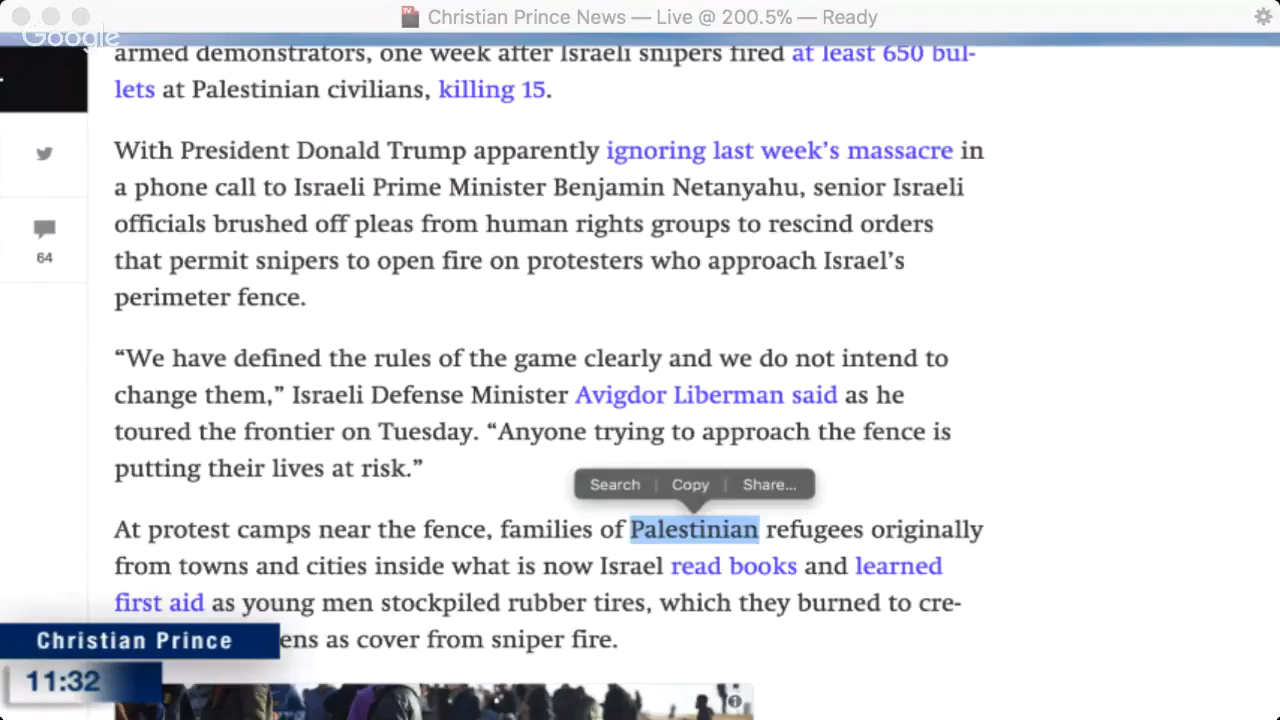 Christian Prince News — Live @ 200.5% — Ready
Google
armed demonstrators, one week after Israeli snipers fired at least 650 bul-
lets at Palestinian civilians, killing 15.
With President Donald Trump apparently ignoring last week’s massacre in
a phone call to Israeli Prime Minister Benjamin Netanyahu, senior Israeli
officials brushed off pleas from human rights groups to rescind orders
that permit snipers to open fire on protesters who approach Israel’s
perimeter fence.
64
“We have defined the rules of the game clearly and we do not intend to
change them,” Israeli Defense Minister Avigdor Liberman said as he
toured the frontier on Tuesday. “Anyone trying to approach the fence is
putting their lives at risk.”
Search | Copy | Share...
At protest camps near the fence, families of Palestinian refugees originally
from towns and cities inside what is now Israel read books and learned
first aid as young men stockpiled rubber tires, which they burned to cre-
ens as cover from sniper fire.
Christian Prince
11:32